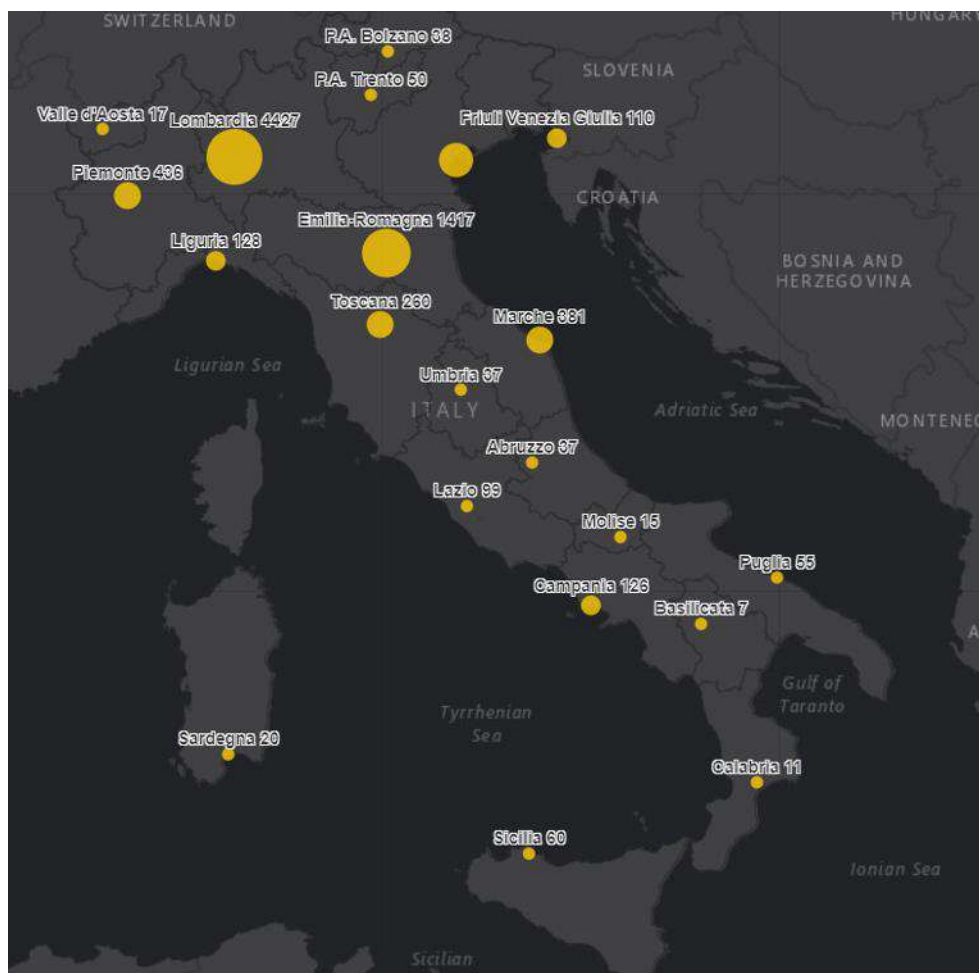 SWITZERLAND
HUNGARY
P.A. Bolzano 38
SLOVENIA
P.A. Trento 50
Valle d'Aosta 17
Lombardia 4427
Friuli Venezia Giulia 110
Piemonte 436
CROATIA
Emilia-Romagna 1417
Liguria 128
BOSNIA AND
HERZEGOVINA
Toscana 260
Marche 381
Ligurian Sea
Umbria 37
ITALY
Adriatic Sea
MONTENEG
Abruzzo 37
Lazio 99
Molise 15
Puglia 55
Campania 126
Basilicata 7
Gulf of
Taranto
Tyrrhenian
Sea
Sardegna 20
Calabria 11
Sicilia 60
Ionian Sea
Sicilian